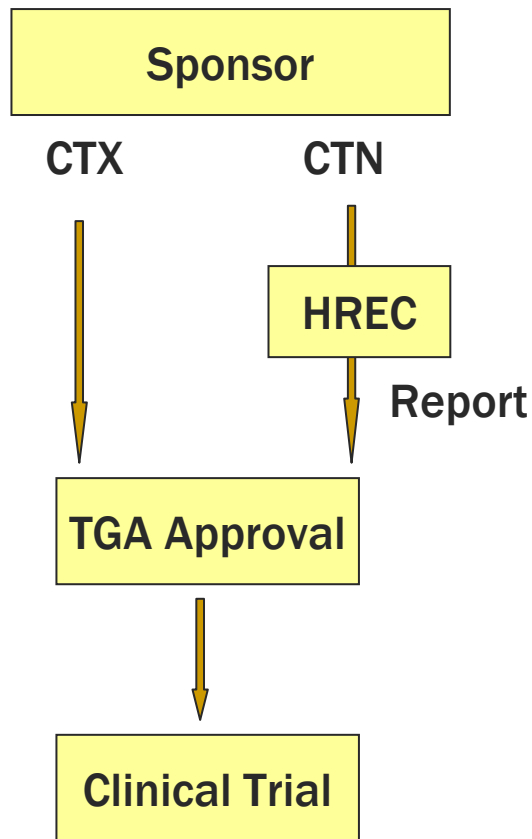 Sponsor
CTX CTN
HREC
Report
TGA Approval
Clinical Trial